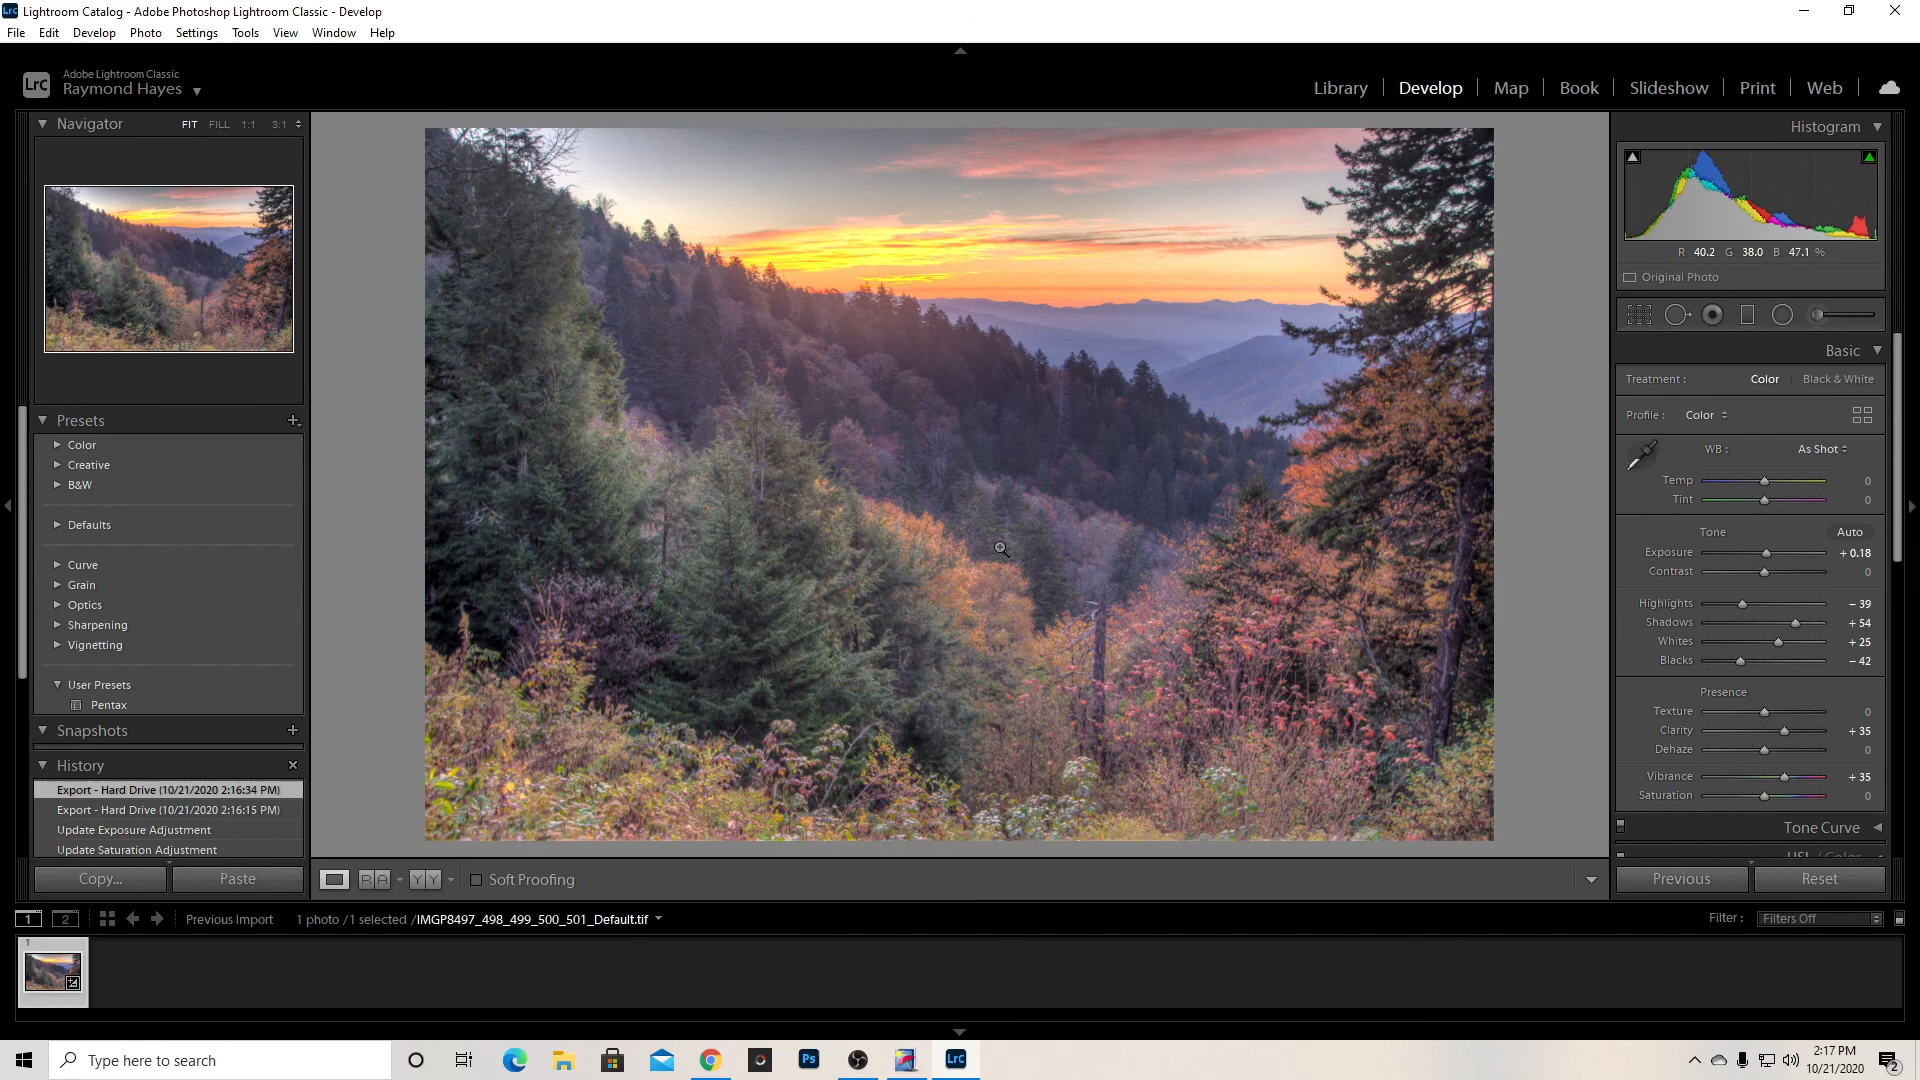 Lightroom Catalog - Adobe Photoshop Lightroom Classic - Develop
File Edit Develop Photo Settings Tools View Window Help
LrC Adobe Lightroom Classic
Raymond Hayes
Library Develop Map Book Slideshow Print Web
Navigator FIT FILL 1:1 3:1
Presets
Color
Creative
B&W
Defaults
Curve
Grain
Optics
Sharpening
Vignetting
User Presets
Pentax
Snapshots
History
Export - Hard Drive (10/21/2020 2:16:34 PM)
Export - Hard Drive (10/21/2020 2:16:15 PM)
Update Exposure Adjustment
Update Saturation Adjustment
Copy... Paste
Soft Proofing
Histogram
R 40.2 G 38.0 B 47.1 %
Original Photo
Basic
Treatment : Color Black & White
Profile : Color
WB : As Shot
Temp 0
Tint 0
Tone Auto
Exposure + 0.18
Contrast 0
Highlights – 39
Shadows + 54
Whites + 25
Blacks – 42
Presence
Texture 0
Clarity + 35
Dehaze 0
Vibrance + 35
Saturation 0
Tone Curve
HSL / Color
Previous Reset
1 2 Previous Import 1 photo /1 selected /IMGP8497_498_499_500_501_Default.tif Filter : Filters Off
1
Type here to search
Ps
LrC
2:17 PM
10/21/2020
2